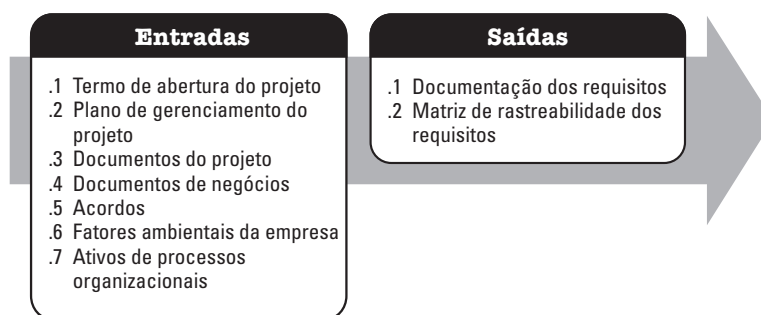 Entradas
.1 Termo de abertura do projeto
.2 Plano de gerenciamento do
projeto
.3 Documentos do projeto
.4 Documentos de negócios
.5 Acordos
.6 Fatores ambientais da empresa
.7 Ativos de processos
organizacionais
Saídas
.1 Documentação dos requisitos
.2 Matriz de rastreabilidade dos
requisitos